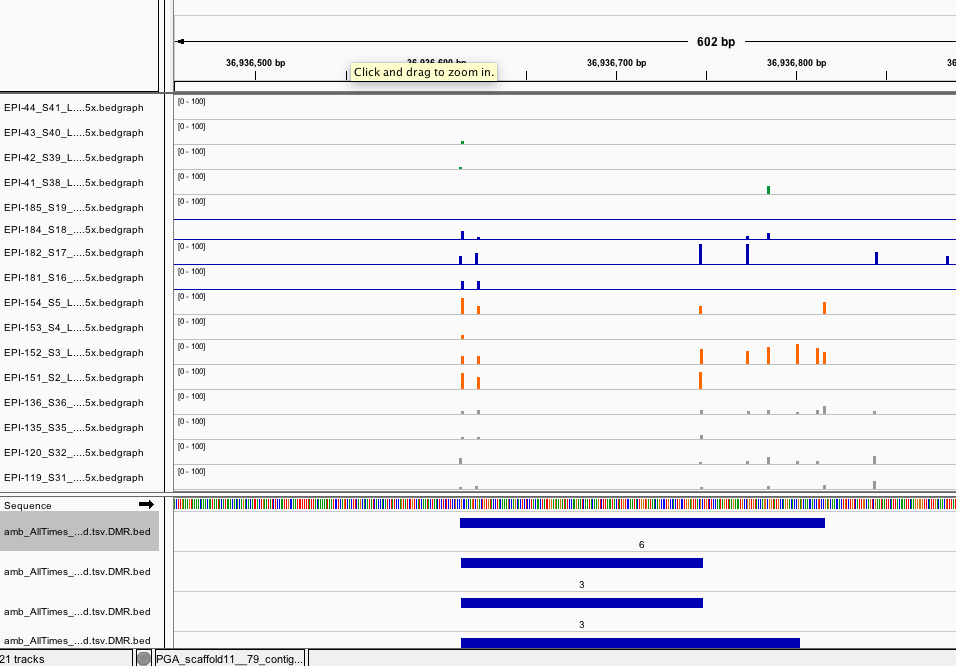 602 bp
36,936,500 bp
36,936,600 bp
36,936,700 bp
36,936,800 bp
36
Click and drag to zoom in.
EPI-44_S41_L....5x.bedgraph
[0 - 100]
EPI-43_S40_L....5x.bedgraph
[0 - 100]
EPI-42_S39_L....5x.bedgraph
[0 - 100]
EPI-41_S38_L....5x.bedgraph
[0 - 100]
EPI-185_S19_....5x.bedgraph
[0 - 100]
EPI-184_S18_....5x.bedgraph
EPI-182_S17_....5x.bedgraph
[0 - 100]
EPI-181_S16_....5x.bedgraph
[0 - 100]
EPI-154_S5_L....5x.bedgraph
[0 - 100]
EPI-153_S4_L....5x.bedgraph
[0 - 100]
EPI-152_S3_L....5x.bedgraph
[0 - 100]
EPI-151_S2_L....5x.bedgraph
[0 - 100]
EPI-136_S36_....5x.bedgraph
[0 - 100]
EPI-135_S35_....5x.bedgraph
[0 - 100]
EPI-120_S32_....5x.bedgraph
[0 - 100]
EPI-119_S31_....5x.bedgraph
[0 - 100]
Sequence
amb_AllTimes_...d.tsv.DMR.bed
6
amb_AllTimes_...d.tsv.DMR.bed
3
amb_AllTimes_...d.tsv.DMR.bed
3
amb_AllTimes_...d.tsv.DMR.bed
21 tracks
PGA_scaffold11__79_contig...